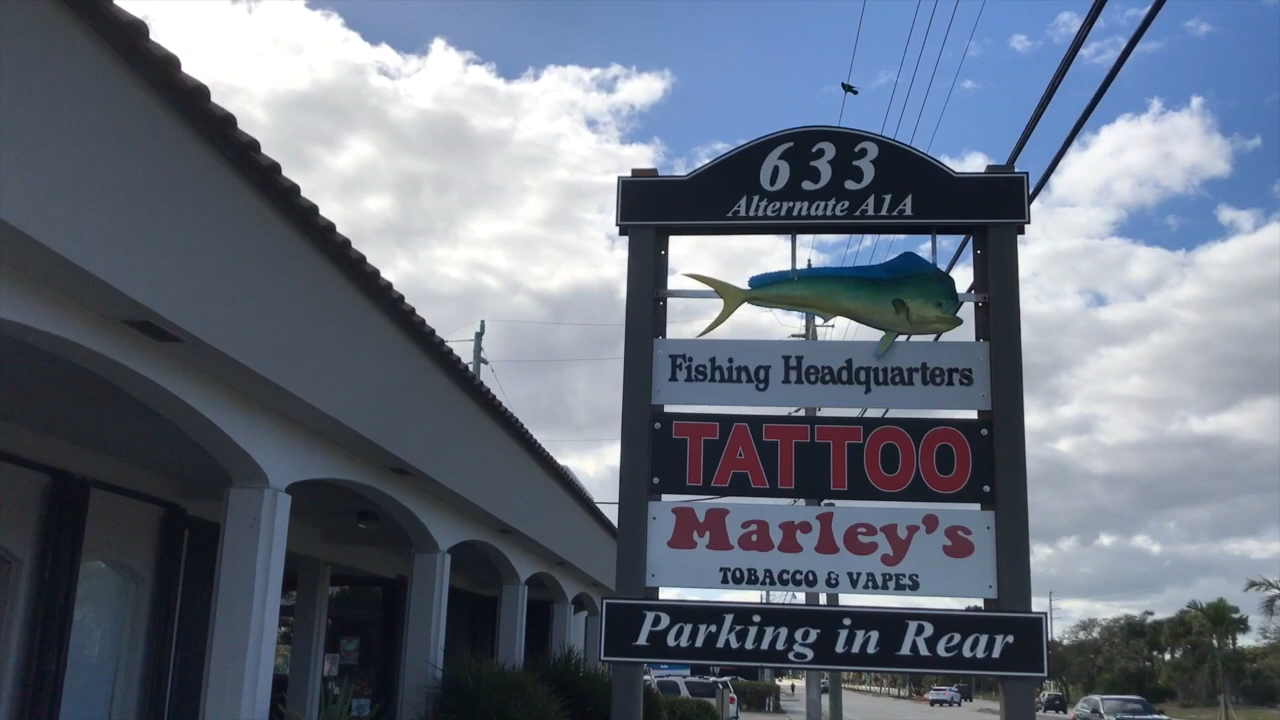 633
Alternate A1A
Fishing Headquarters
TATTOO
Marley's
TOBACCO & VAPES
Parking in Rear